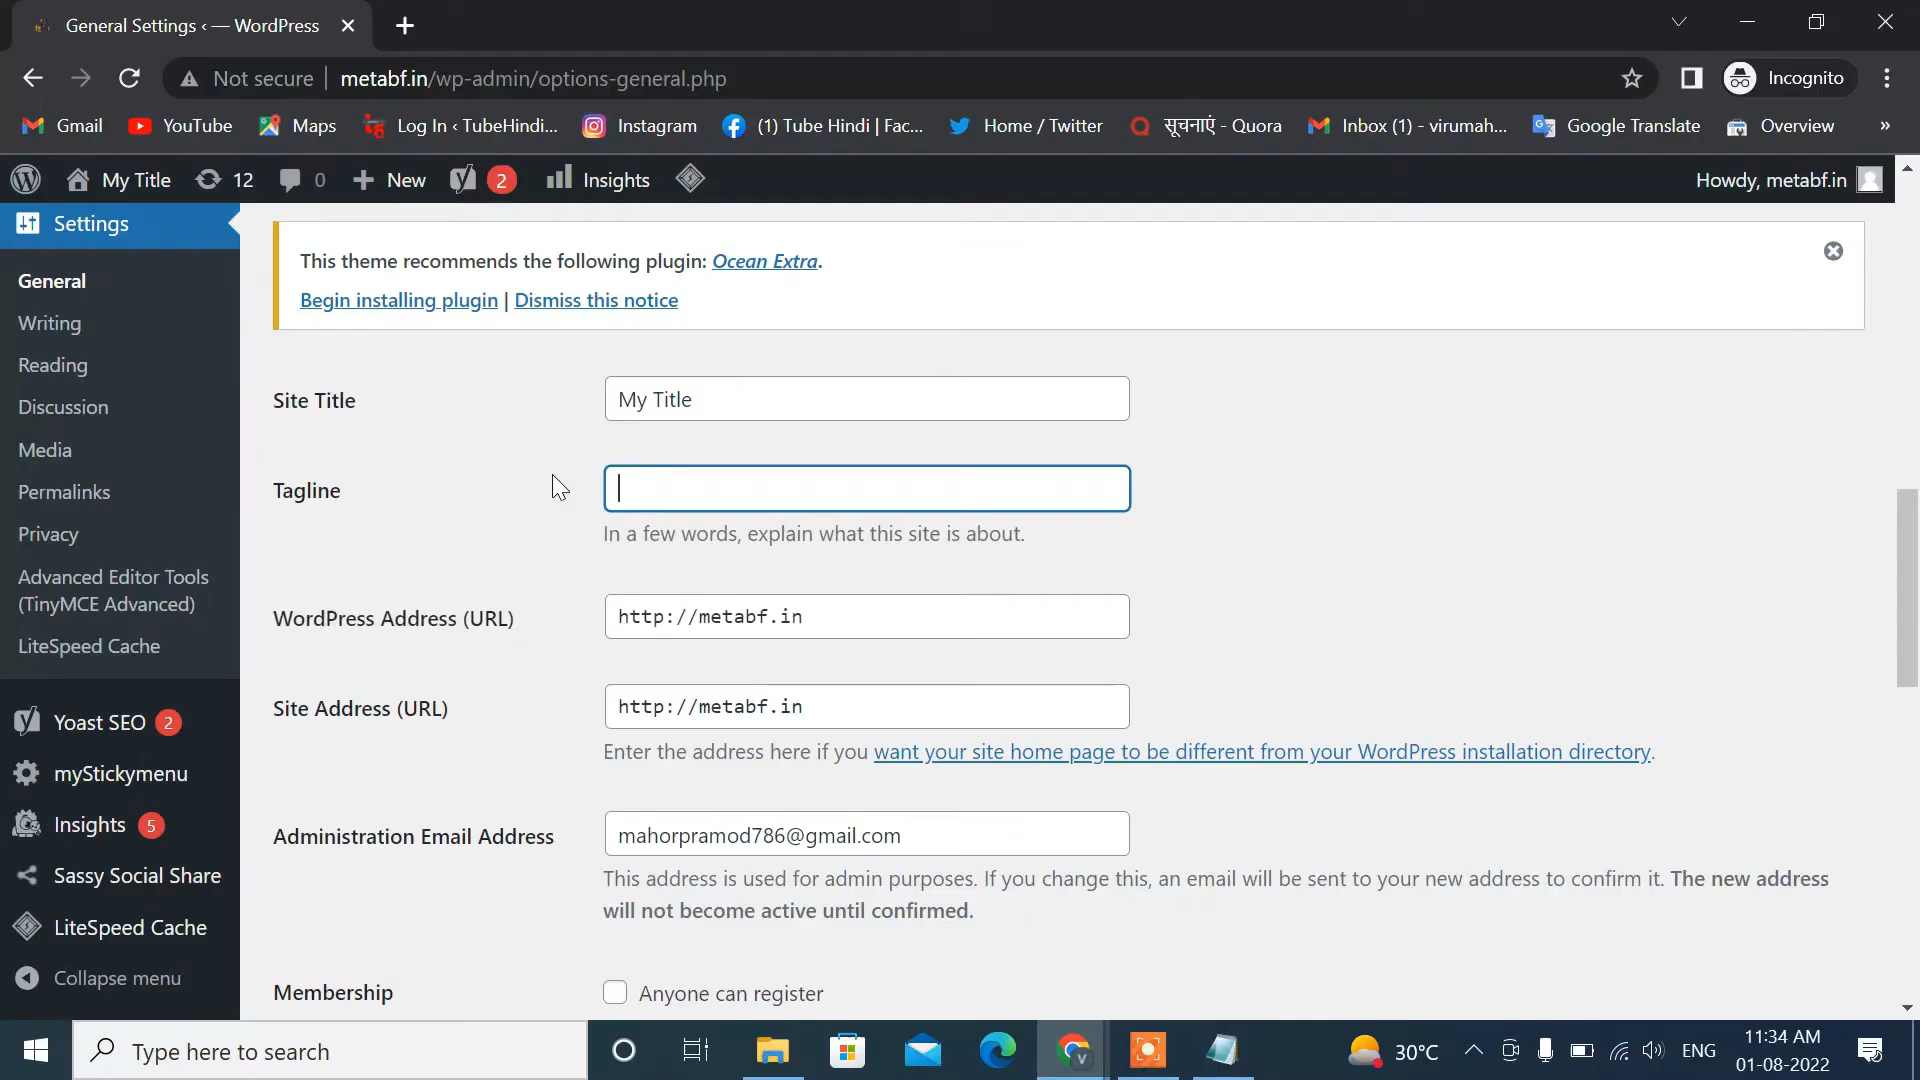 General Settings ‹ — WordPress
Not secure metabf.in/wp-admin/options-general.php Incognito
Gmail YouTube Maps Log In ‹ TubeHindi... Instagram (1) Tube Hindi | Fac... Home / Twitter सूचनाएं - Quora Inbox (1) - virumah... Google Translate Overview »
My Title 12 0 New 2 Insights Howdy, metabf.in
Settings
General
Writing
Reading
Discussion
Media
Permalinks
Privacy
Advanced Editor Tools
(TinyMCE Advanced)
LiteSpeed Cache
Yoast SEO 2
myStickymenu
Insights 5
Sassy Social Share
LiteSpeed Cache
Collapse menu
This theme recommends the following plugin: Ocean Extra.
Begin installing plugin | Dismiss this notice
Site Title My Title
Tagline
In a few words, explain what this site is about.
WordPress Address (URL) http://metabf.in
Site Address (URL) http://metabf.in
Enter the address here if you want your site home page to be different from your WordPress installation directory.
Administration Email Address mahorpramod786@gmail.com
This address is used for admin purposes. If you change this, an email will be sent to your new address to confirm it. The new address
will not become active until confirmed.
Membership Anyone can register
Type here to search 30°C ENG 11:34 AM
01-08-2022